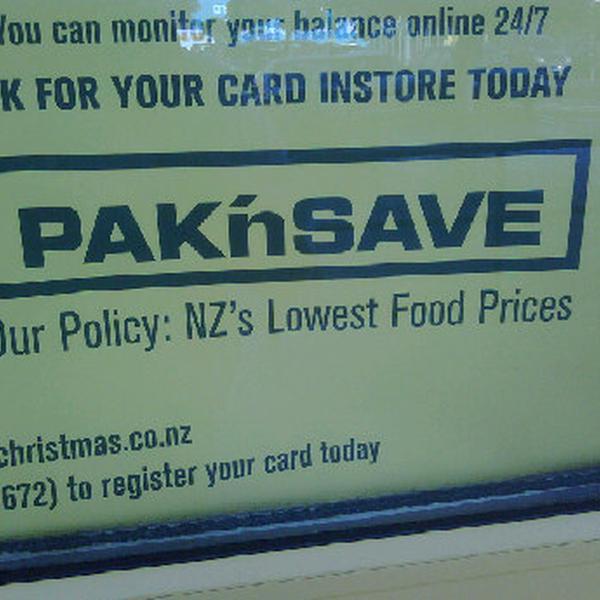 You can monitor your balance online 24/7
K FOR YOUR CARD INSTORE TODAY
PAK'nSAVE
Our Policy: NZ's Lowest Food Prices
christmas.co.nz
672) to register your card today